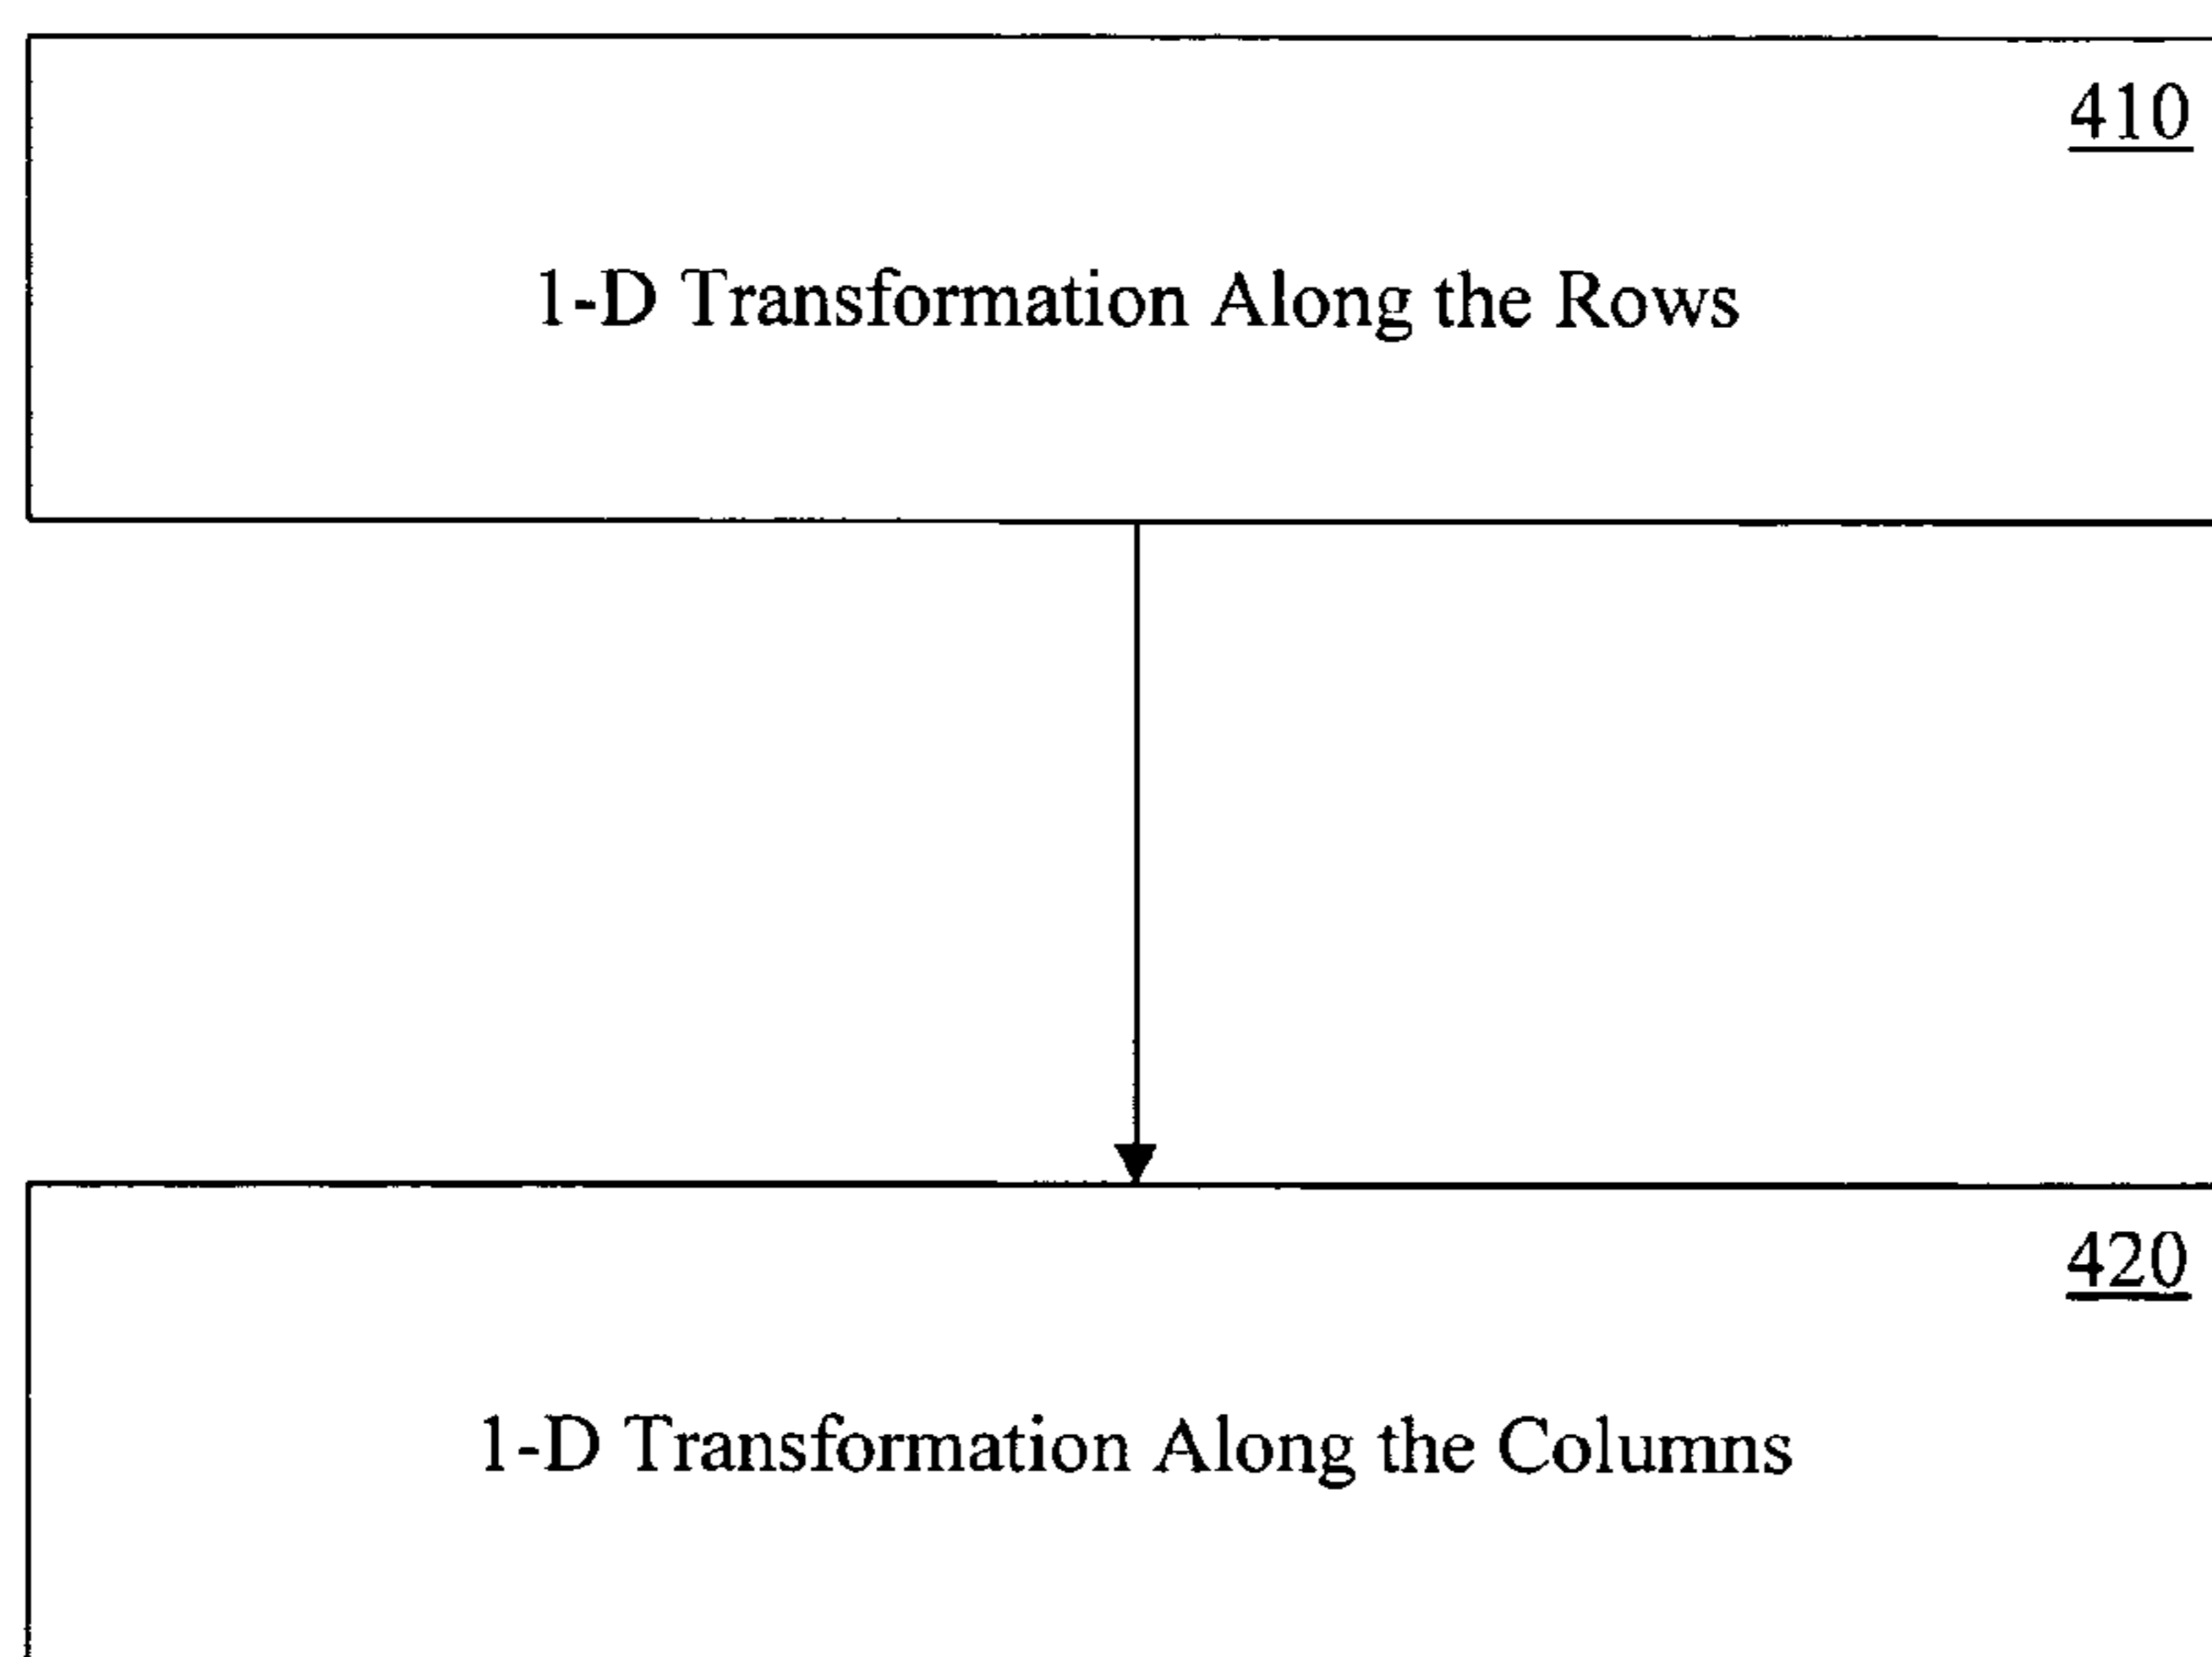 410
1-D Transformation Along the Rows
420
1-D Transformation Along the Columns